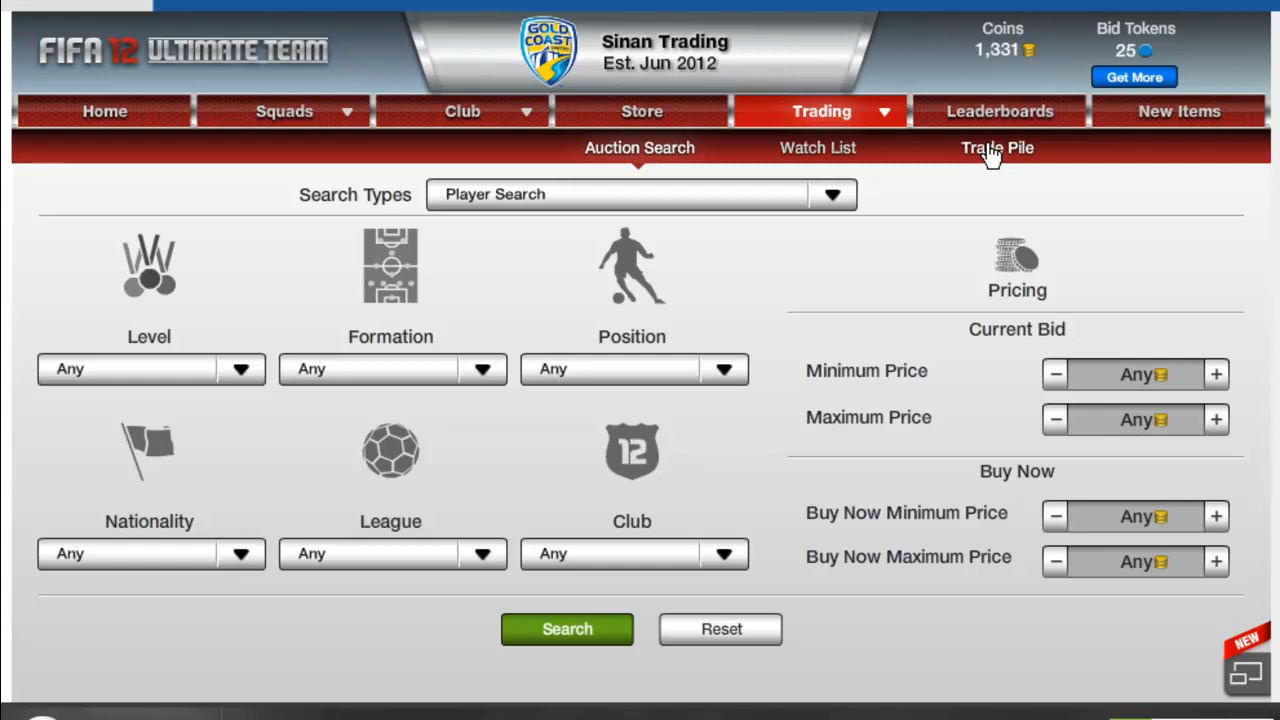 FIFA 12 ULTIMATE TEAM
GOLD COAST UNITED
Sinan Trading
Est. Jun 2012
Coins
1,331
Bid Tokens
25
Get More
Home
Squads
Club
Store
Trading
Leaderboards
New Items
Auction Search
Watch List
Trade Pile
Search Types
Player Search
Level
Formation
Position
Any
Any
Any
Nationality
League
12
Club
Any
Any
Any
Pricing
Current Bid
Minimum Price
− Any +
Maximum Price
− Any +
Buy Now
Buy Now Minimum Price
− Any +
Buy Now Maximum Price
− Any +
Search
Reset
NEW